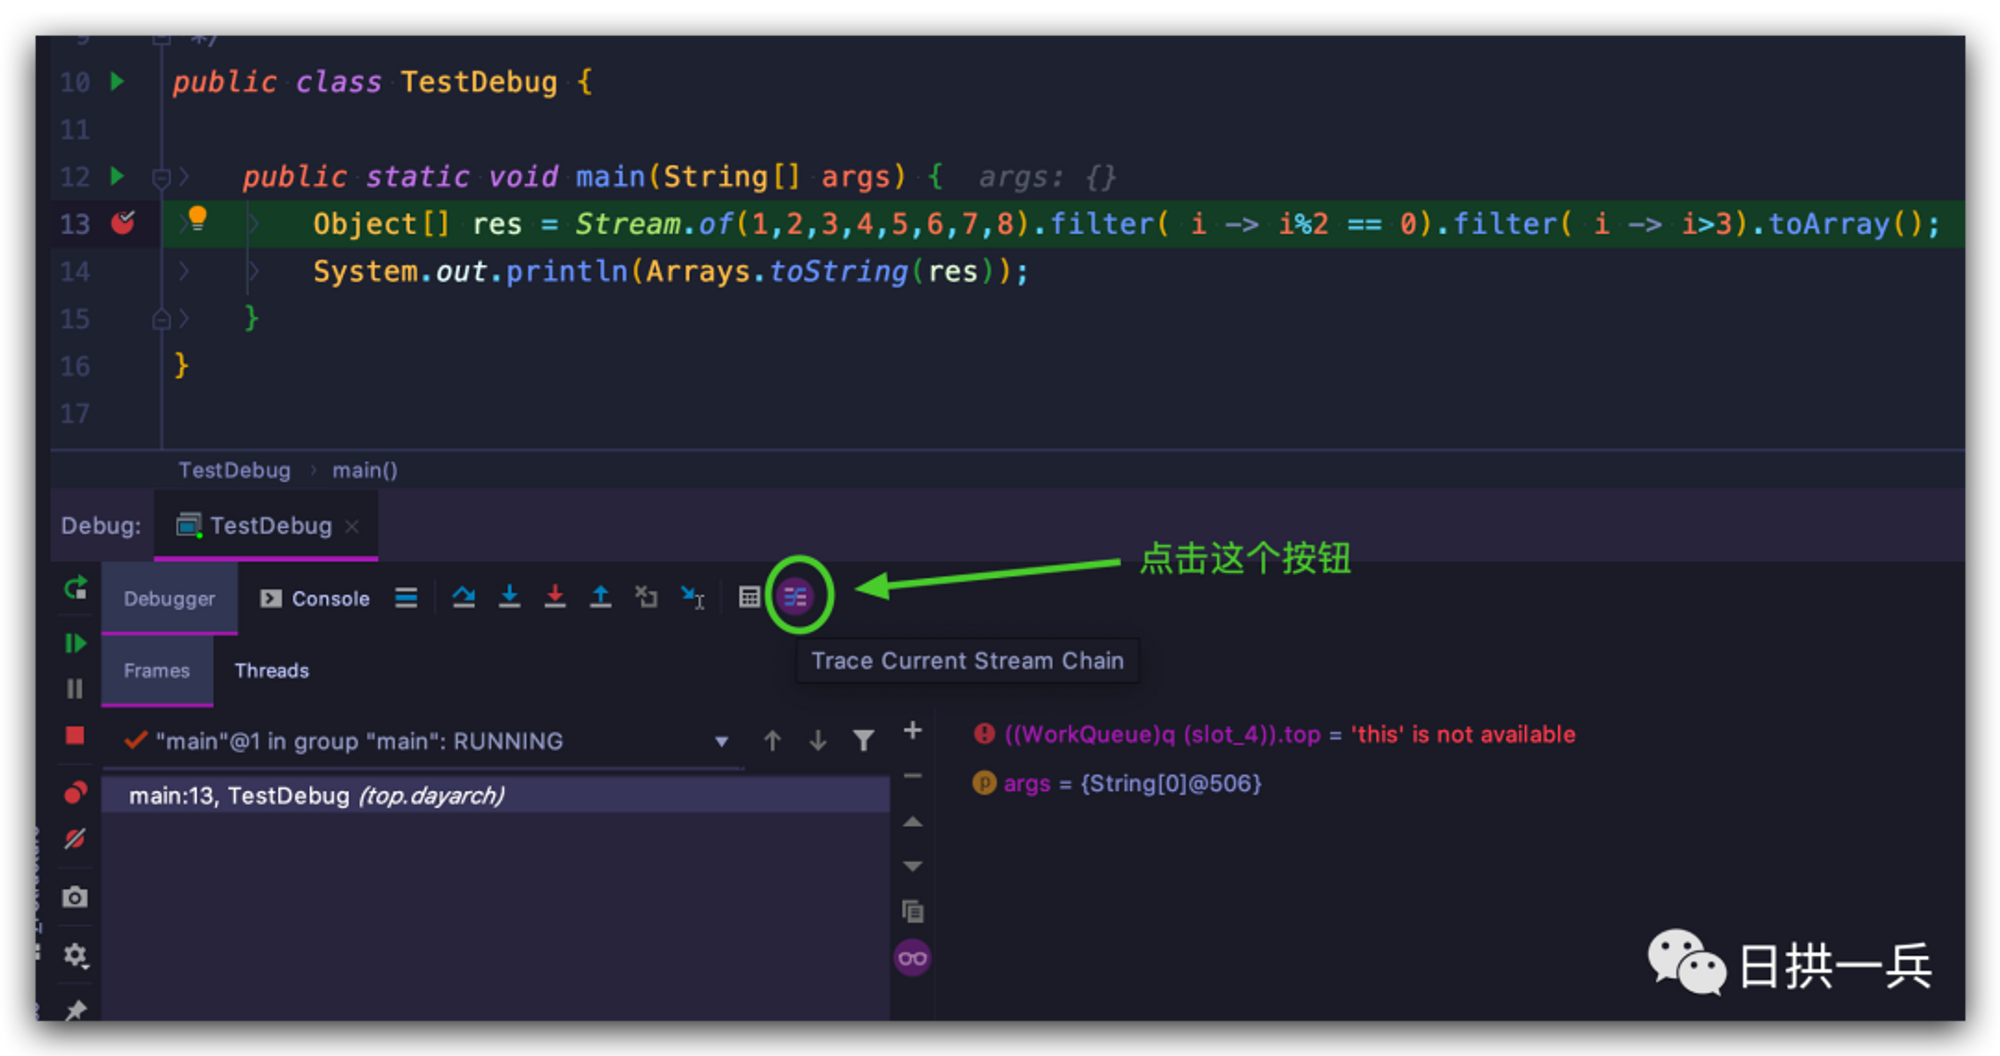 9 */
10 public class TestDebug {
11
12 public static void main(String[] args) { args: {}
13 Object[] res = Stream.of(1,2,3,4,5,6,7,8).filter( i -> i%2 == 0).filter( i -> i>3).toArray();
14 System.out.println(Arrays.toString(res));
15 }
16 }
17
TestDebug › main()
Debug: TestDebug ×
点击这个按钮
Debugger Console
Trace Current Stream Chain
Frames Threads
"main"@1 in group "main": RUNNING
((WorkQueue)q (slot_4)).top = 'this' is not available
p args = {String[0]@506}
main:13, TestDebug (top.dayarch)
日拱一兵